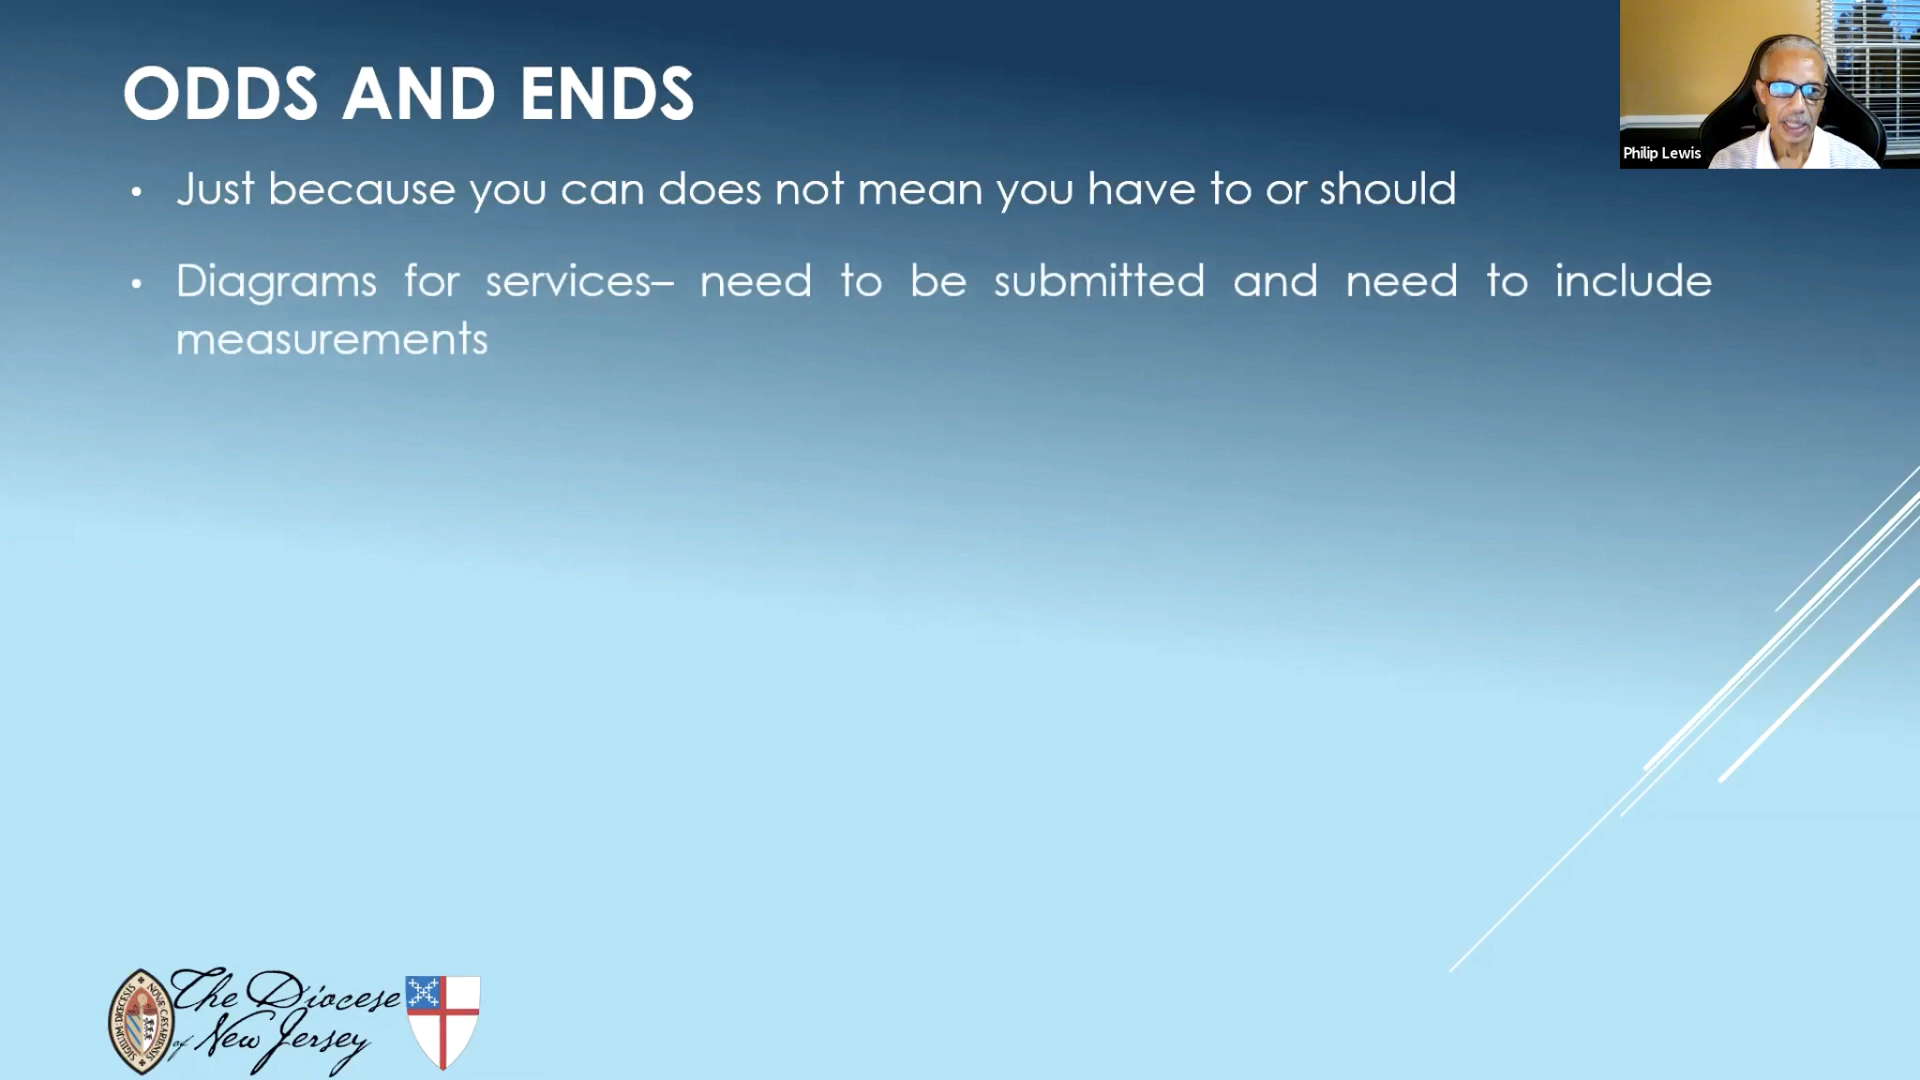 ODDS AND ENDS
Philip Lewis
• Just because you can does not mean you have to or should
• Diagrams for services– need to be submitted and need to include
measurements
The Diocese
of New Jersey